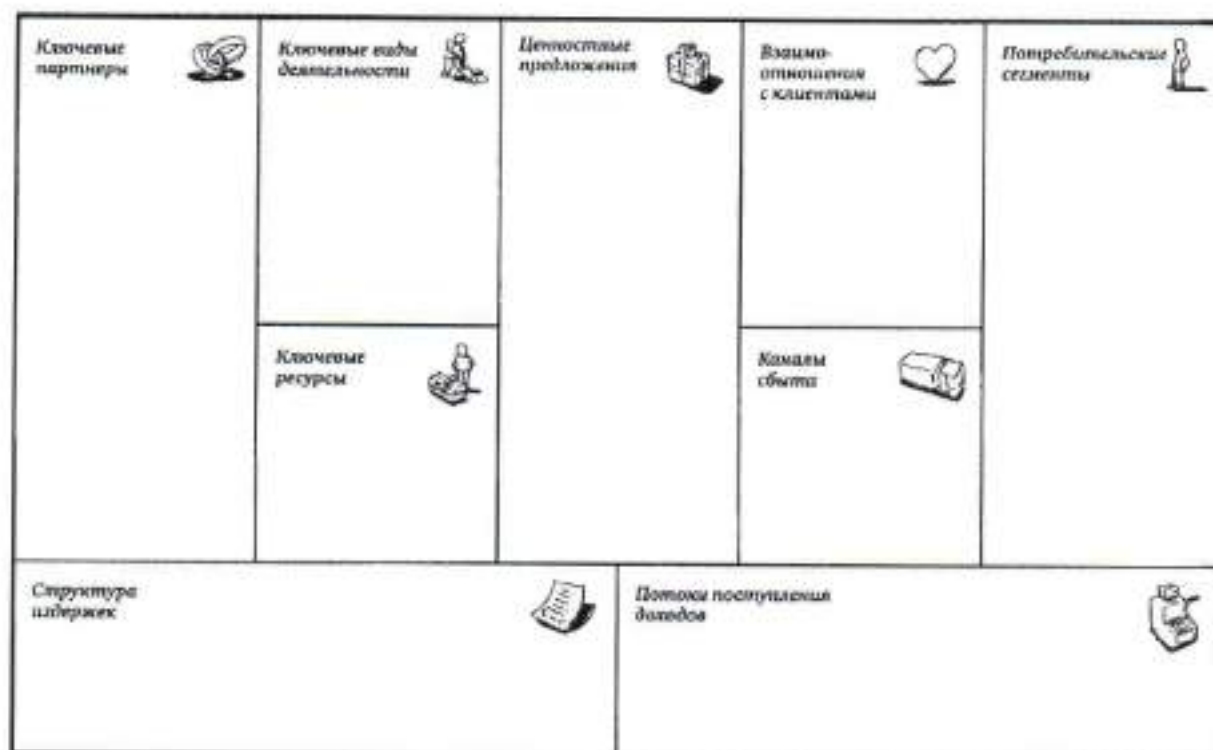 Ключевые
партнеры
Ключевые виды
деятельности
Ценностные
предложения
Взаимо-
отношения
с клиентами
Потребительские
сегменты
Ключевые
ресурсы
Каналы
сбыта
Структура
издержек
Потоки поступления
доходов